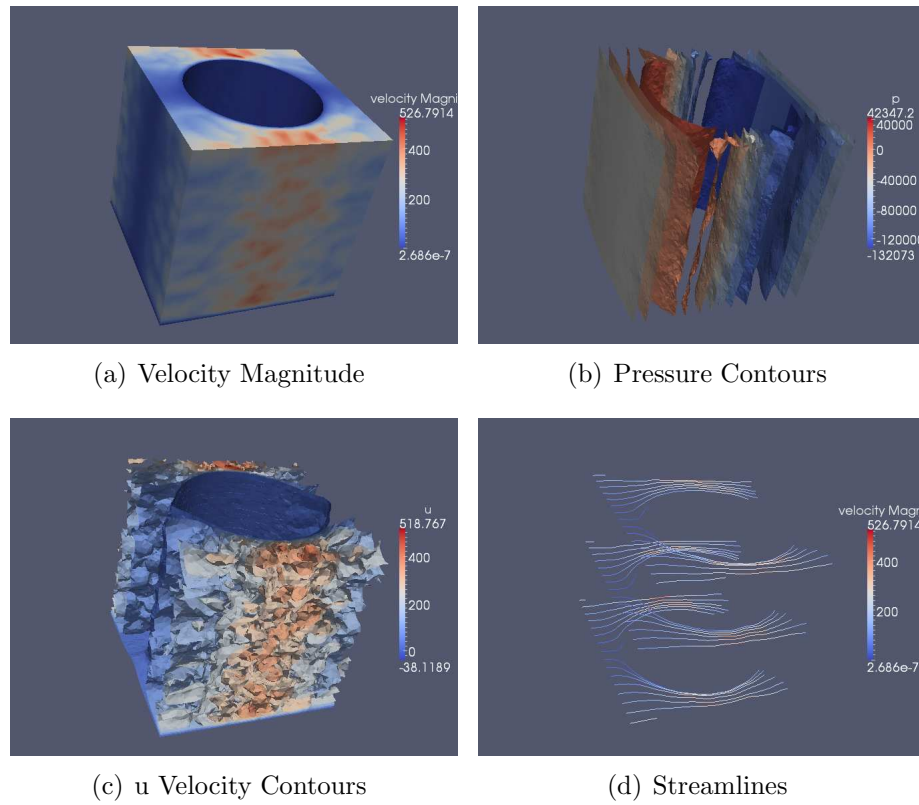 velocity Magni
526.7914
400
200
2.686e-7
(a) Velocity Magnitude
p
42347.2
40000
0
-40000
-80000
-120000
-132073
(b) Pressure Contours
u
518.767
400
200
0
-38.1189
(c) u Velocity Contours
velocity Magn
526.7914
400
200
2.686e-7
(d) Streamlines